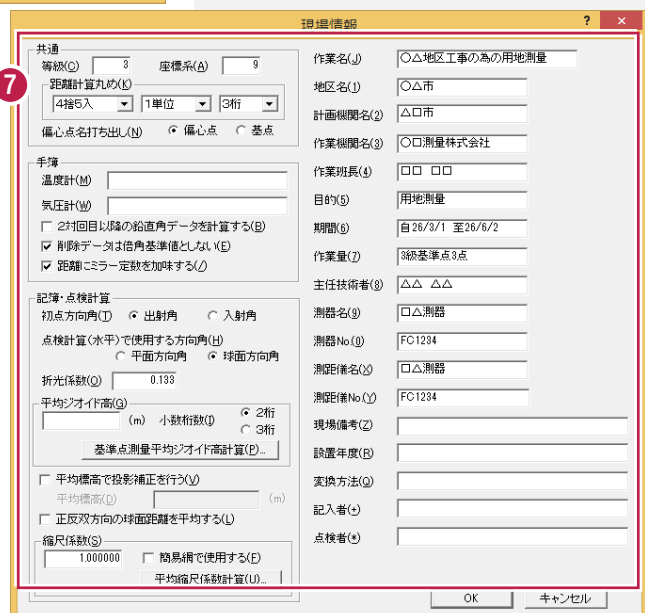 現場情報
?
×
7
共通
等級(C) 3 座標系(A) 9
距離計算丸め(K)
4捨5入 1単位 3桁
偏心点名打ち出し(N) 偏心点 基点
手簿
温度計(M)
気圧計(W)
2対回目以降の鉛直角データを計算する(B)
削除データは倍角基準値としない(E)
距離にミラー定数を加味する(/)
記簿・点検計算
初点方向角(T) 出射角 入射角
点検計算(水平)で使用する方向角(H)
平面方向角 球面方向角
折光係数(O) 0.133
平均ジオイド高(G)
(m) 小数桁数(I) 2桁
3桁
基準点測量平均ジオイド高計算(P)...
平均標高で投影補正を行う(V)
平均標高(D) (m)
正反双方向の球面距離を平均する(L)
縮尺係数(S)
1.000000 簡易網で使用する(F)
平均縮尺係数計算(U)...
作業名(J) ○△地区工事の為の用地測量
地区名(1) ○△市
計画機関名(2) △□市
作業機関名(3) ○□測量株式会社
作業班長(4) □□ □□
目的(5) 用地測量
期間(6) 自26/3/1 至26/6/2
作業量(7) 3級基準点3点
主任技術者(8) △△ △△
測器名(9) □△測器
測器No.(0) FC1234
測距儀名(X) □△測器
測距儀No.(Y) FC1234
現場備考(Z)
設置年度(R)
変換方法(Q)
記入者(+)
点検者(*)
OK キャンセル